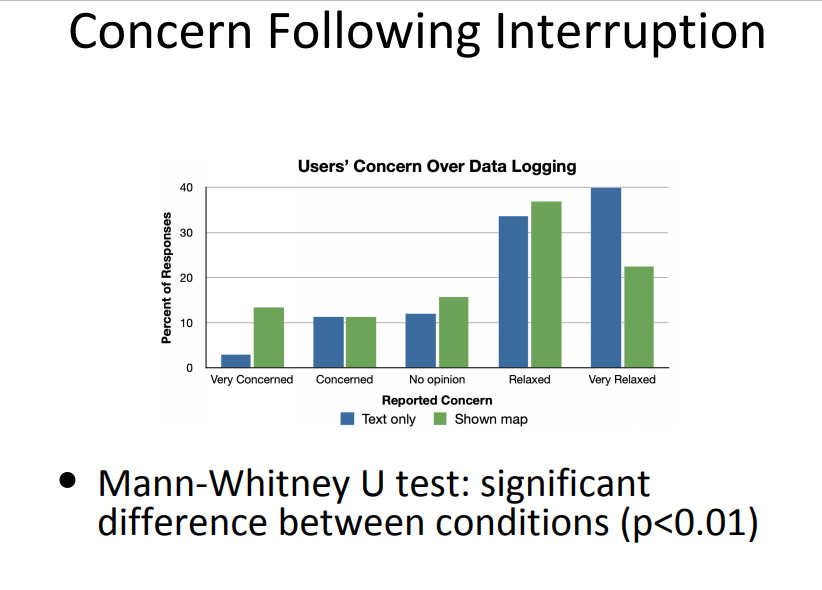 Concern Following Interruption
Users’ Concern Over Data Logging
Percent of Responses
40
30
20
10
0
Very Concerned Concerned No opinion Relaxed Very Relaxed
Reported Concern
Text only Shown map
• Mann-Whitney U test: significant
difference between conditions (p<0.01)